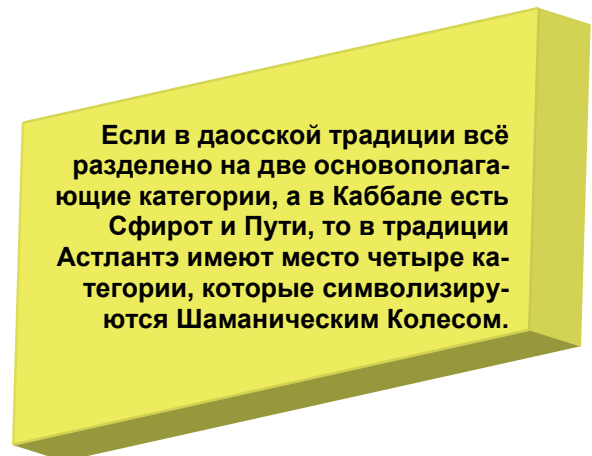 Если в даосской традиции всё
разделено на две основополага-
ющие категории, а в Каббале есть
Сфирот и Пути, то в традиции
Астлантэ имеют место четыре ка-
тегории, которые символизиру-
ются Шаманическим Колесом.